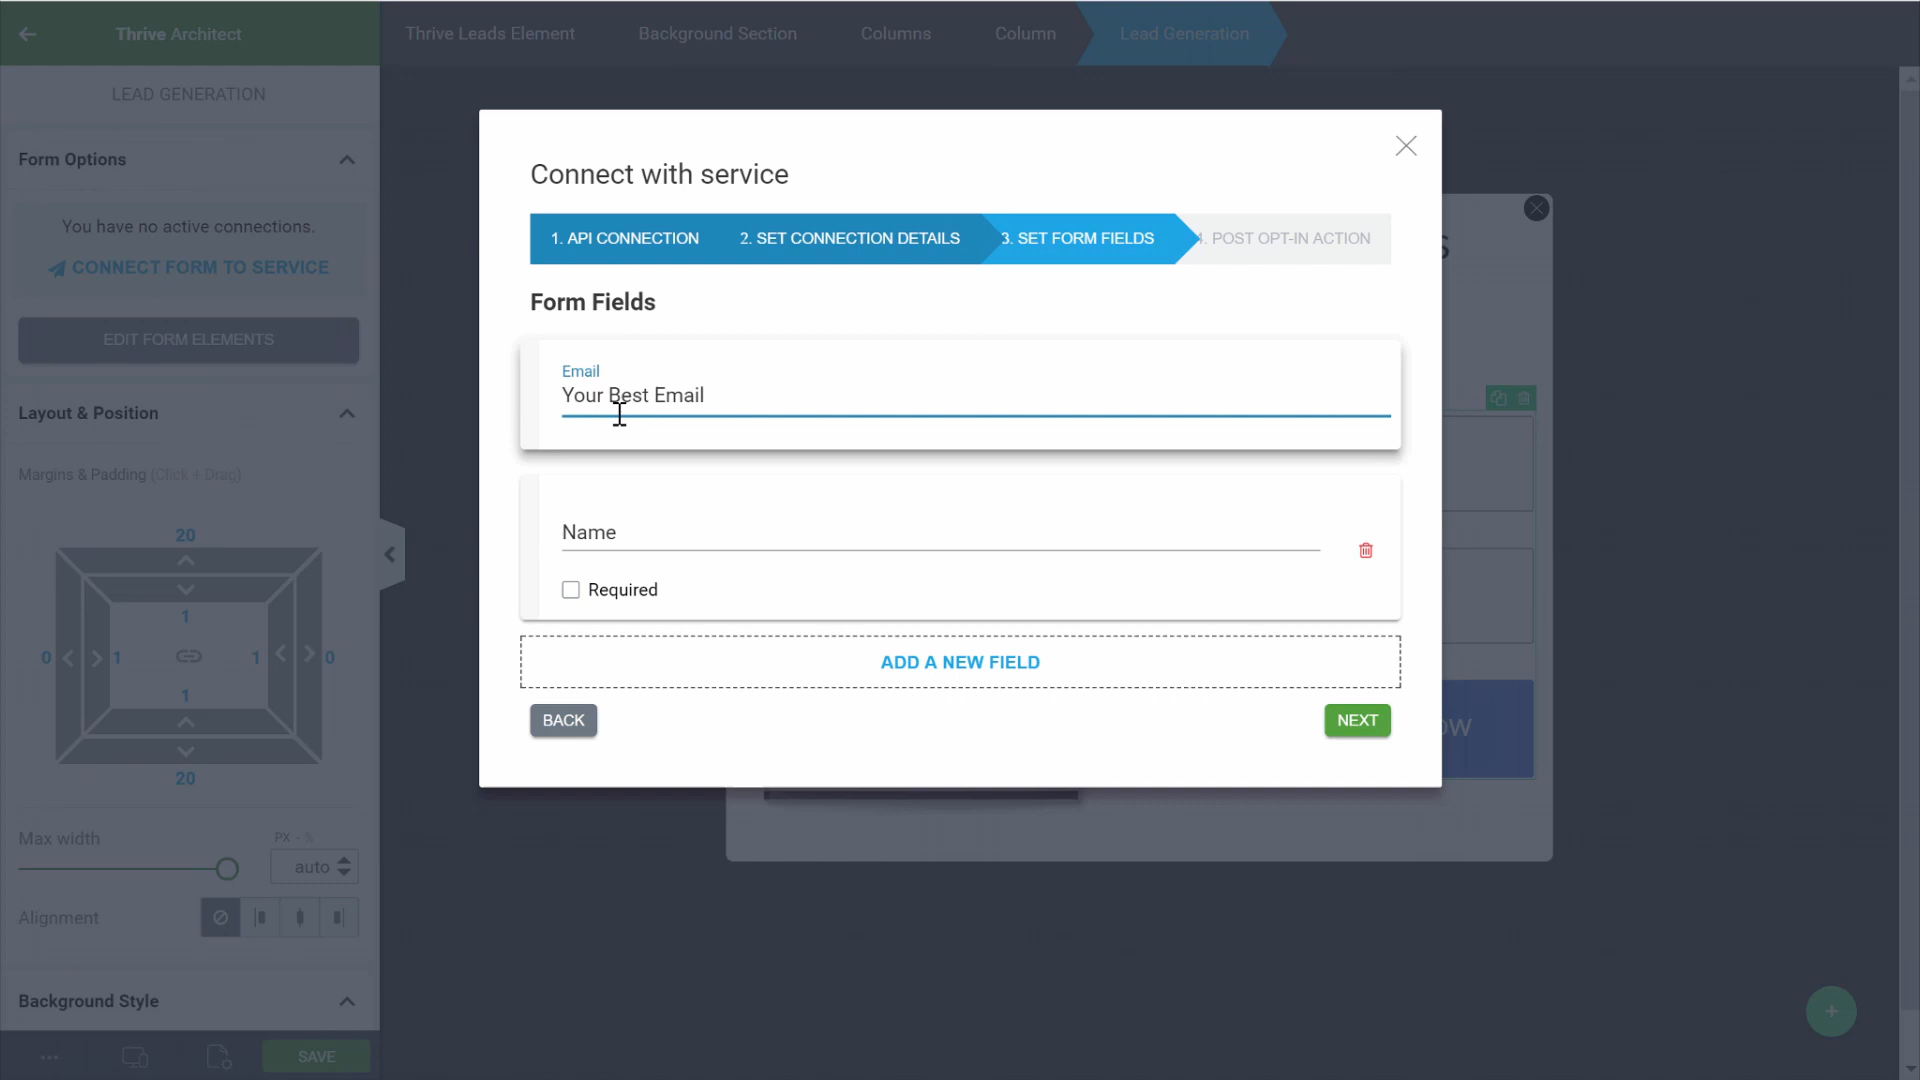 Thrive Architect
Thrive Leads Element
Background Section
Columns
Column
Lead Generation
LEAD GENERATION
Form Options
You have no active connections.
CONNECT FORM TO SERVICE
EDIT FORM ELEMENTS
Layout & Position
Margins & Padding (Click + Drag)
20
1
0
1
1
0
1
20
Max width
PX - %
auto
Alignment
Background Style
SAVE
Connect with service
1. API CONNECTION
2. SET CONNECTION DETAILS
3. SET FORM FIELDS
. POST OPT-IN ACTION
Form Fields
Email
Your Best Email
Name
Required
ADD A NEW FIELD
BACK
NEXT
S
OW